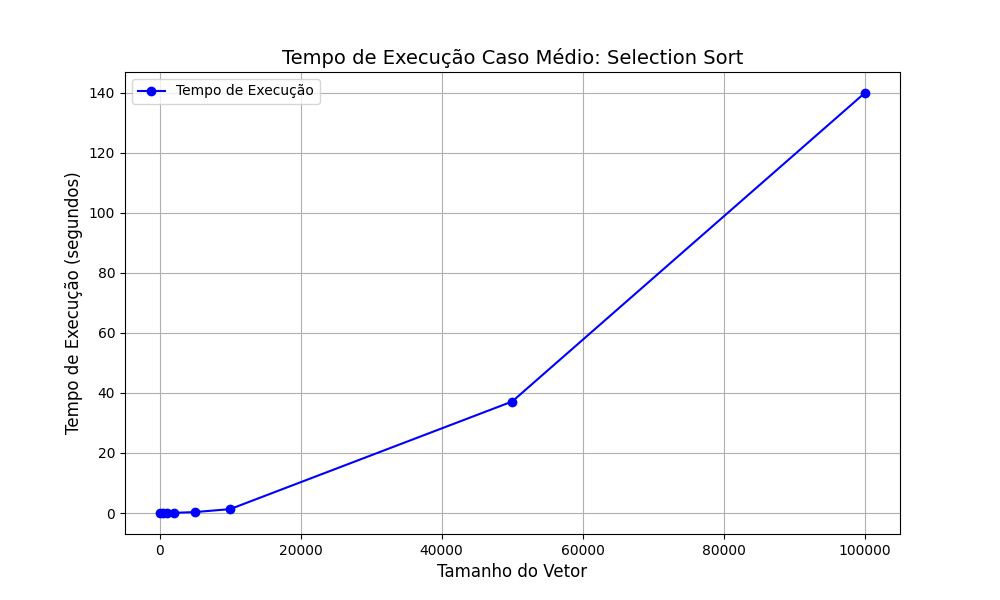 Tempo de Execução Caso Médio: Selection Sort
Tempo de Execução
140
120
100
80
60
40
20
0
Tempo de Execução (segundos)
0 20000 40000 60000 80000 100000
Tamanho do Vetor